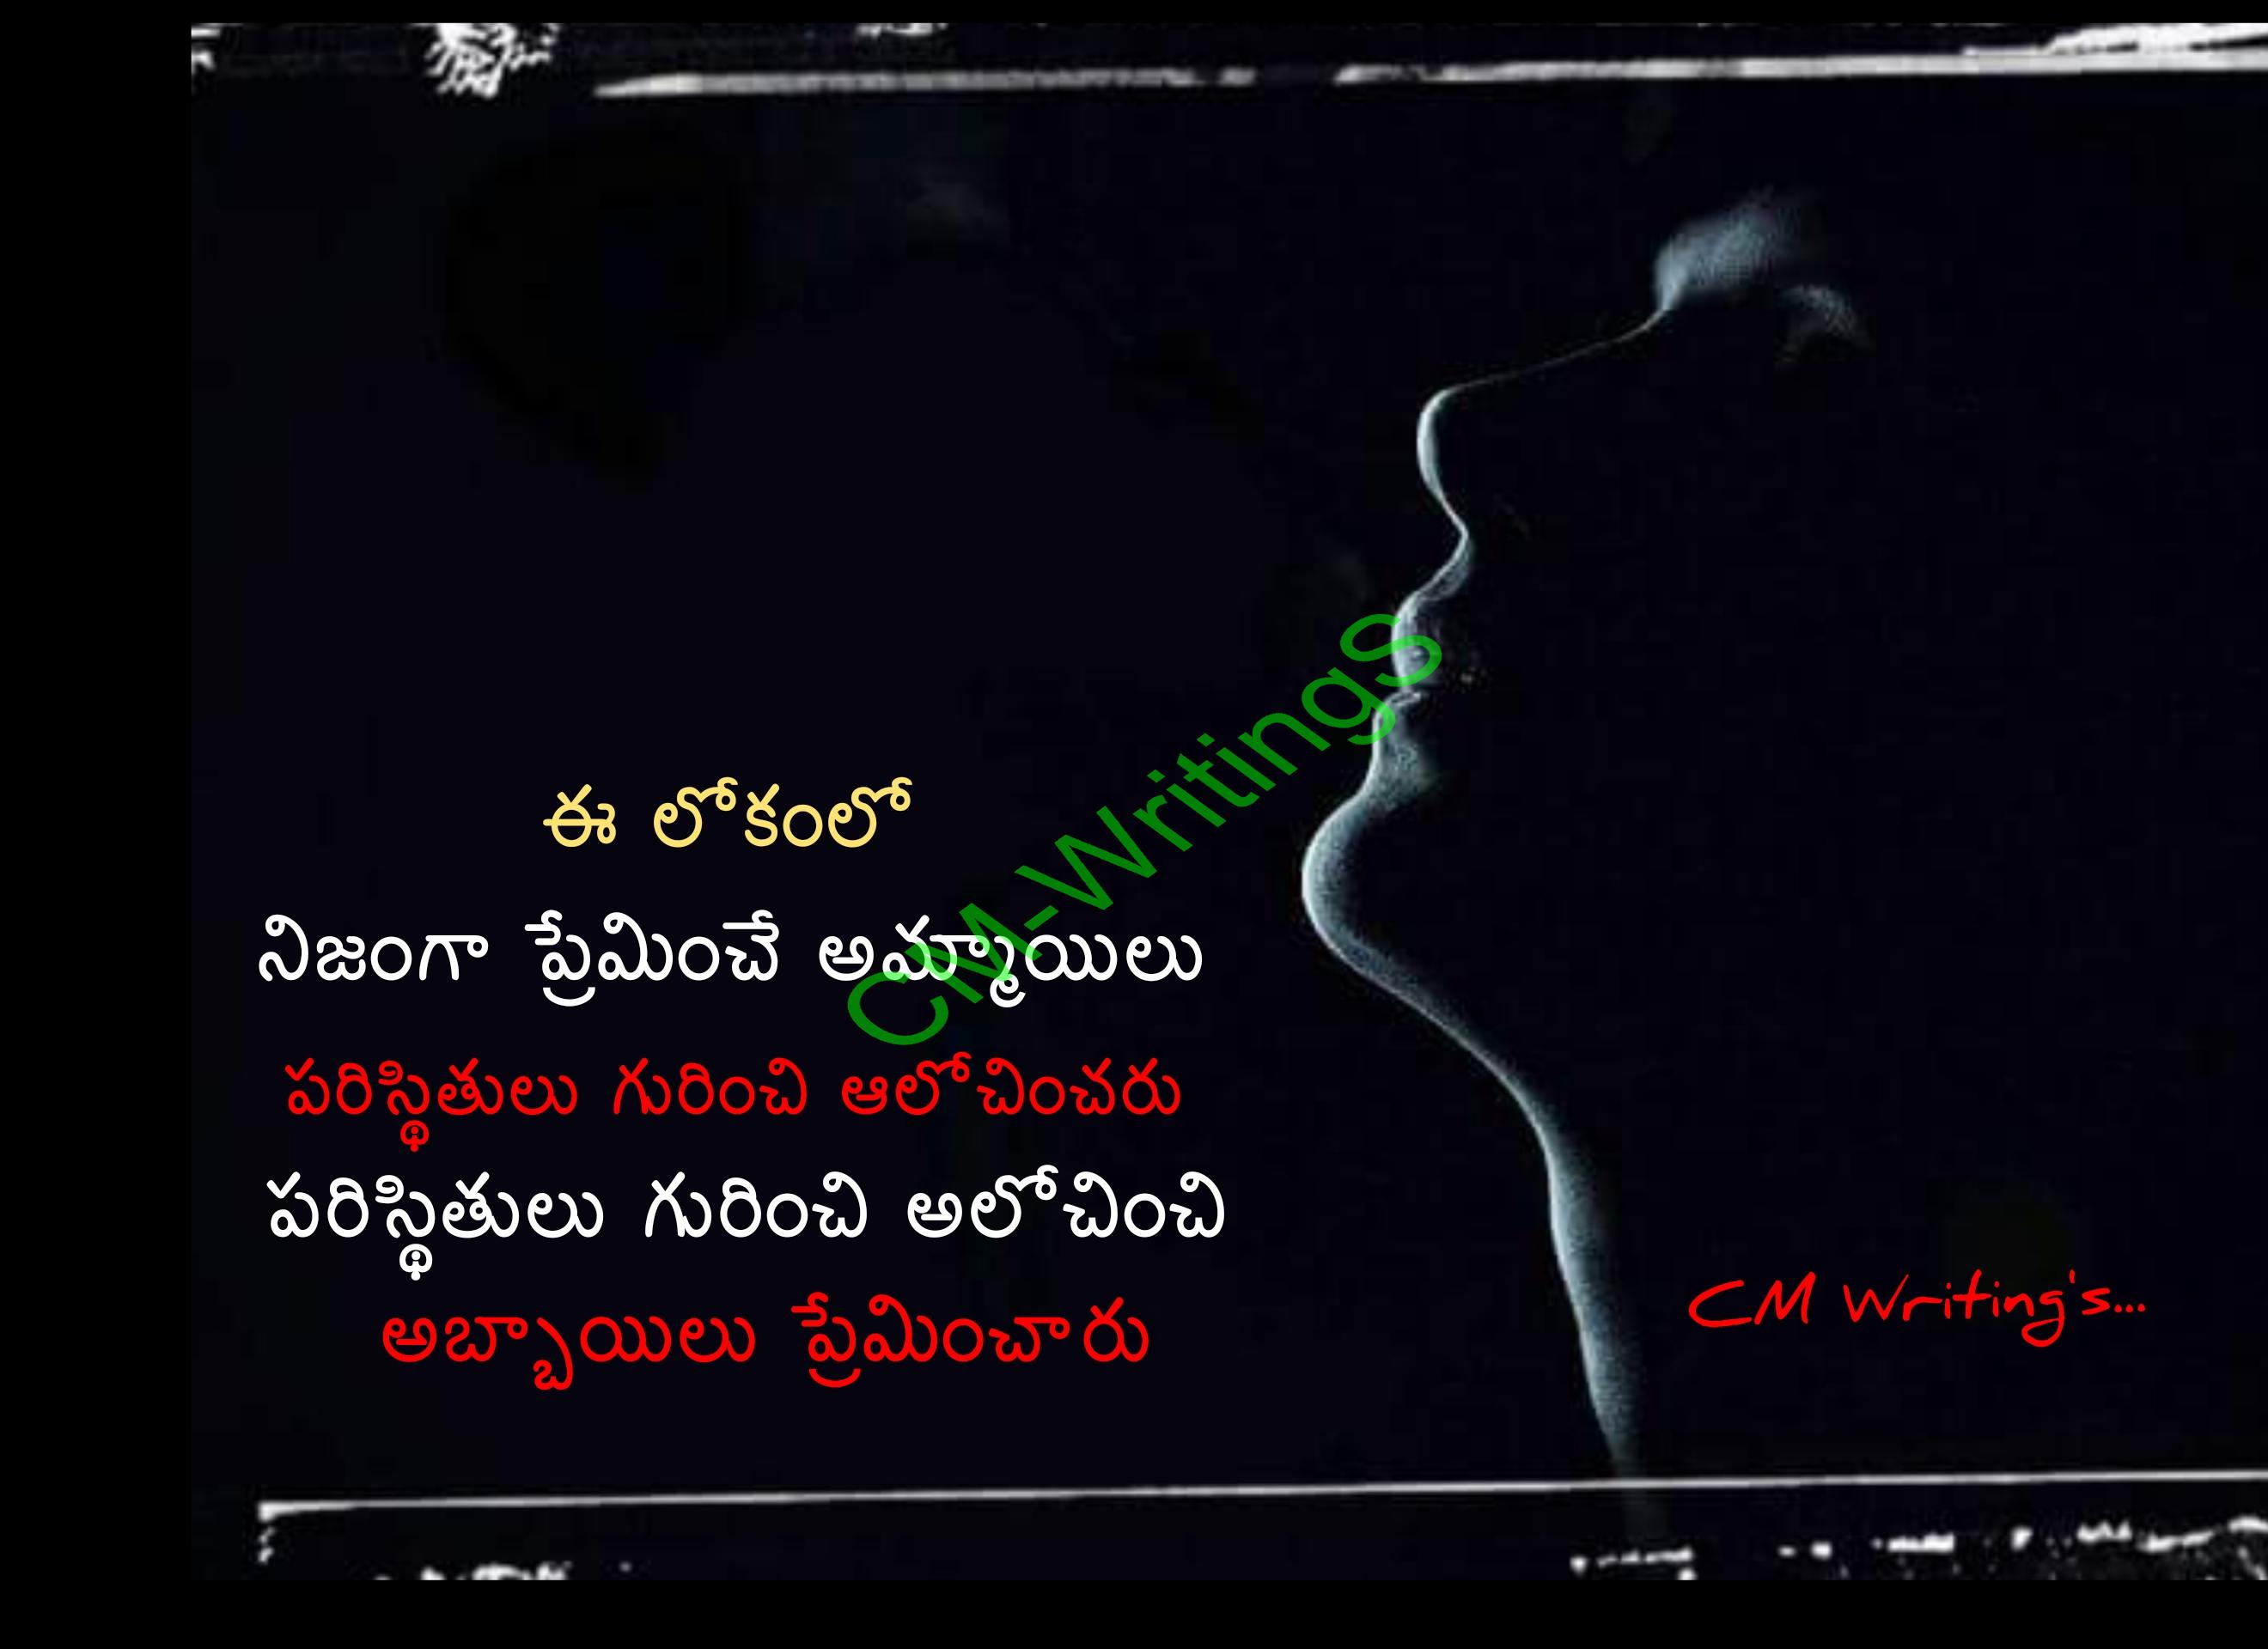 ఈ లోకంలో
నిజంగా ప్రేమించే అమ్మాయిలు
పరిస్థితులు గురించి ఆలోచించరు
పరిస్థితులు గురించి అలోచించి
అబ్బాయిలు ప్రేమించారు
CM-WritingS
CM Writing's...